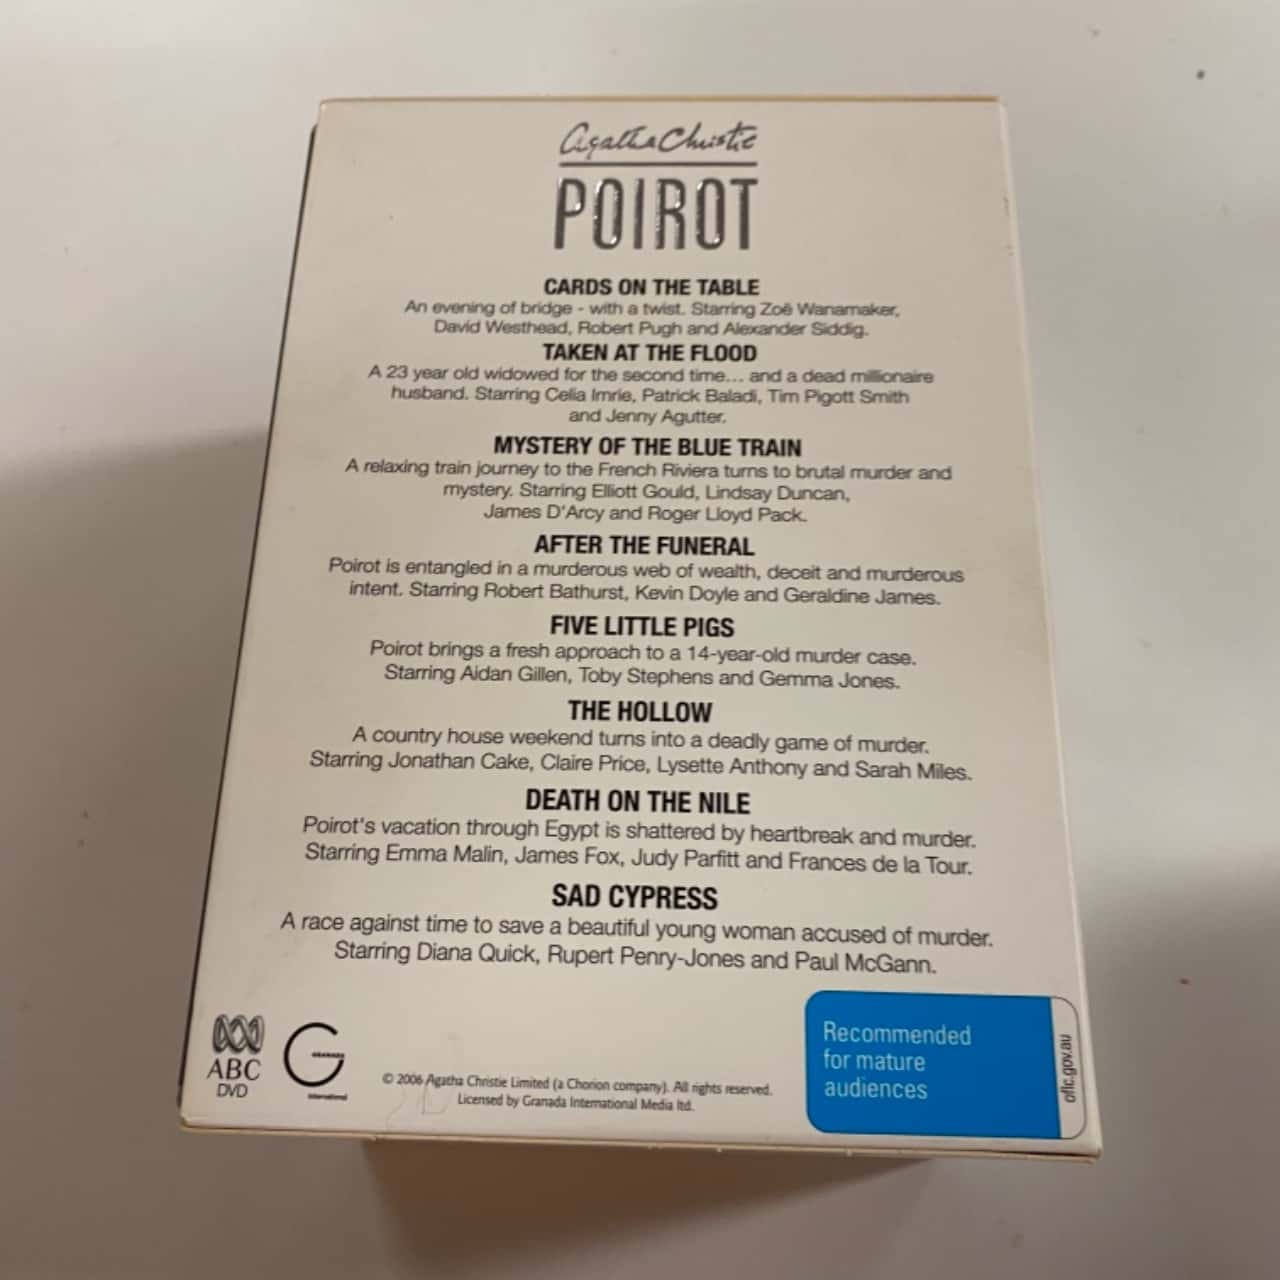 Agatha Christie
POIROT
CARDS ON THE TABLE
An evening of bridge - with a twist. Starring Zoë Wanamaker,
David Westhead, Robert Pugh and Alexander Siddig.
TAKEN AT THE FLOOD
A 23 year old widowed for the second time... and a dead millionaire
husband. Starring Celia Imrie, Patrick Baladi, Tim Pigott Smith
and Jenny Agutter.
MYSTERY OF THE BLUE TRAIN
A relaxing train journey to the French Riviera turns to brutal murder and
mystery. Starring Elliott Gould, Lindsay Duncan,
James D'Arcy and Roger Lloyd Pack.
AFTER THE FUNERAL
Poirot is entangled in a murderous web of wealth, deceit and murderous
intent. Starring Robert Bathurst, Kevin Doyle and Geraldine James.
FIVE LITTLE PIGS
Poirot brings a fresh approach to a 14-year-old murder case.
Starring Aidan Gillen, Toby Stephens and Gemma Jones.
THE HOLLOW
A country house weekend turns into a deadly game of murder.
Starring Jonathan Cake, Claire Price, Lysette Anthony and Sarah Miles.
DEATH ON THE NILE
Poirot's vacation through Egypt is shattered by heartbreak and murder.
Starring Emma Malin, James Fox, Judy Parfitt and Frances de la Tour.
SAD CYPRESS
A race against time to save a beautiful young woman accused of murder.
Starring Diana Quick, Rupert Penry-Jones and Paul McGann.
ABC
DVD
G
GRANADA
International
© 2006 Agatha Christie Limited (a Chorion company). All rights reserved.
Licensed by Granada International Media ltd.
Recommended
for mature
audiences
oflc.gov.au